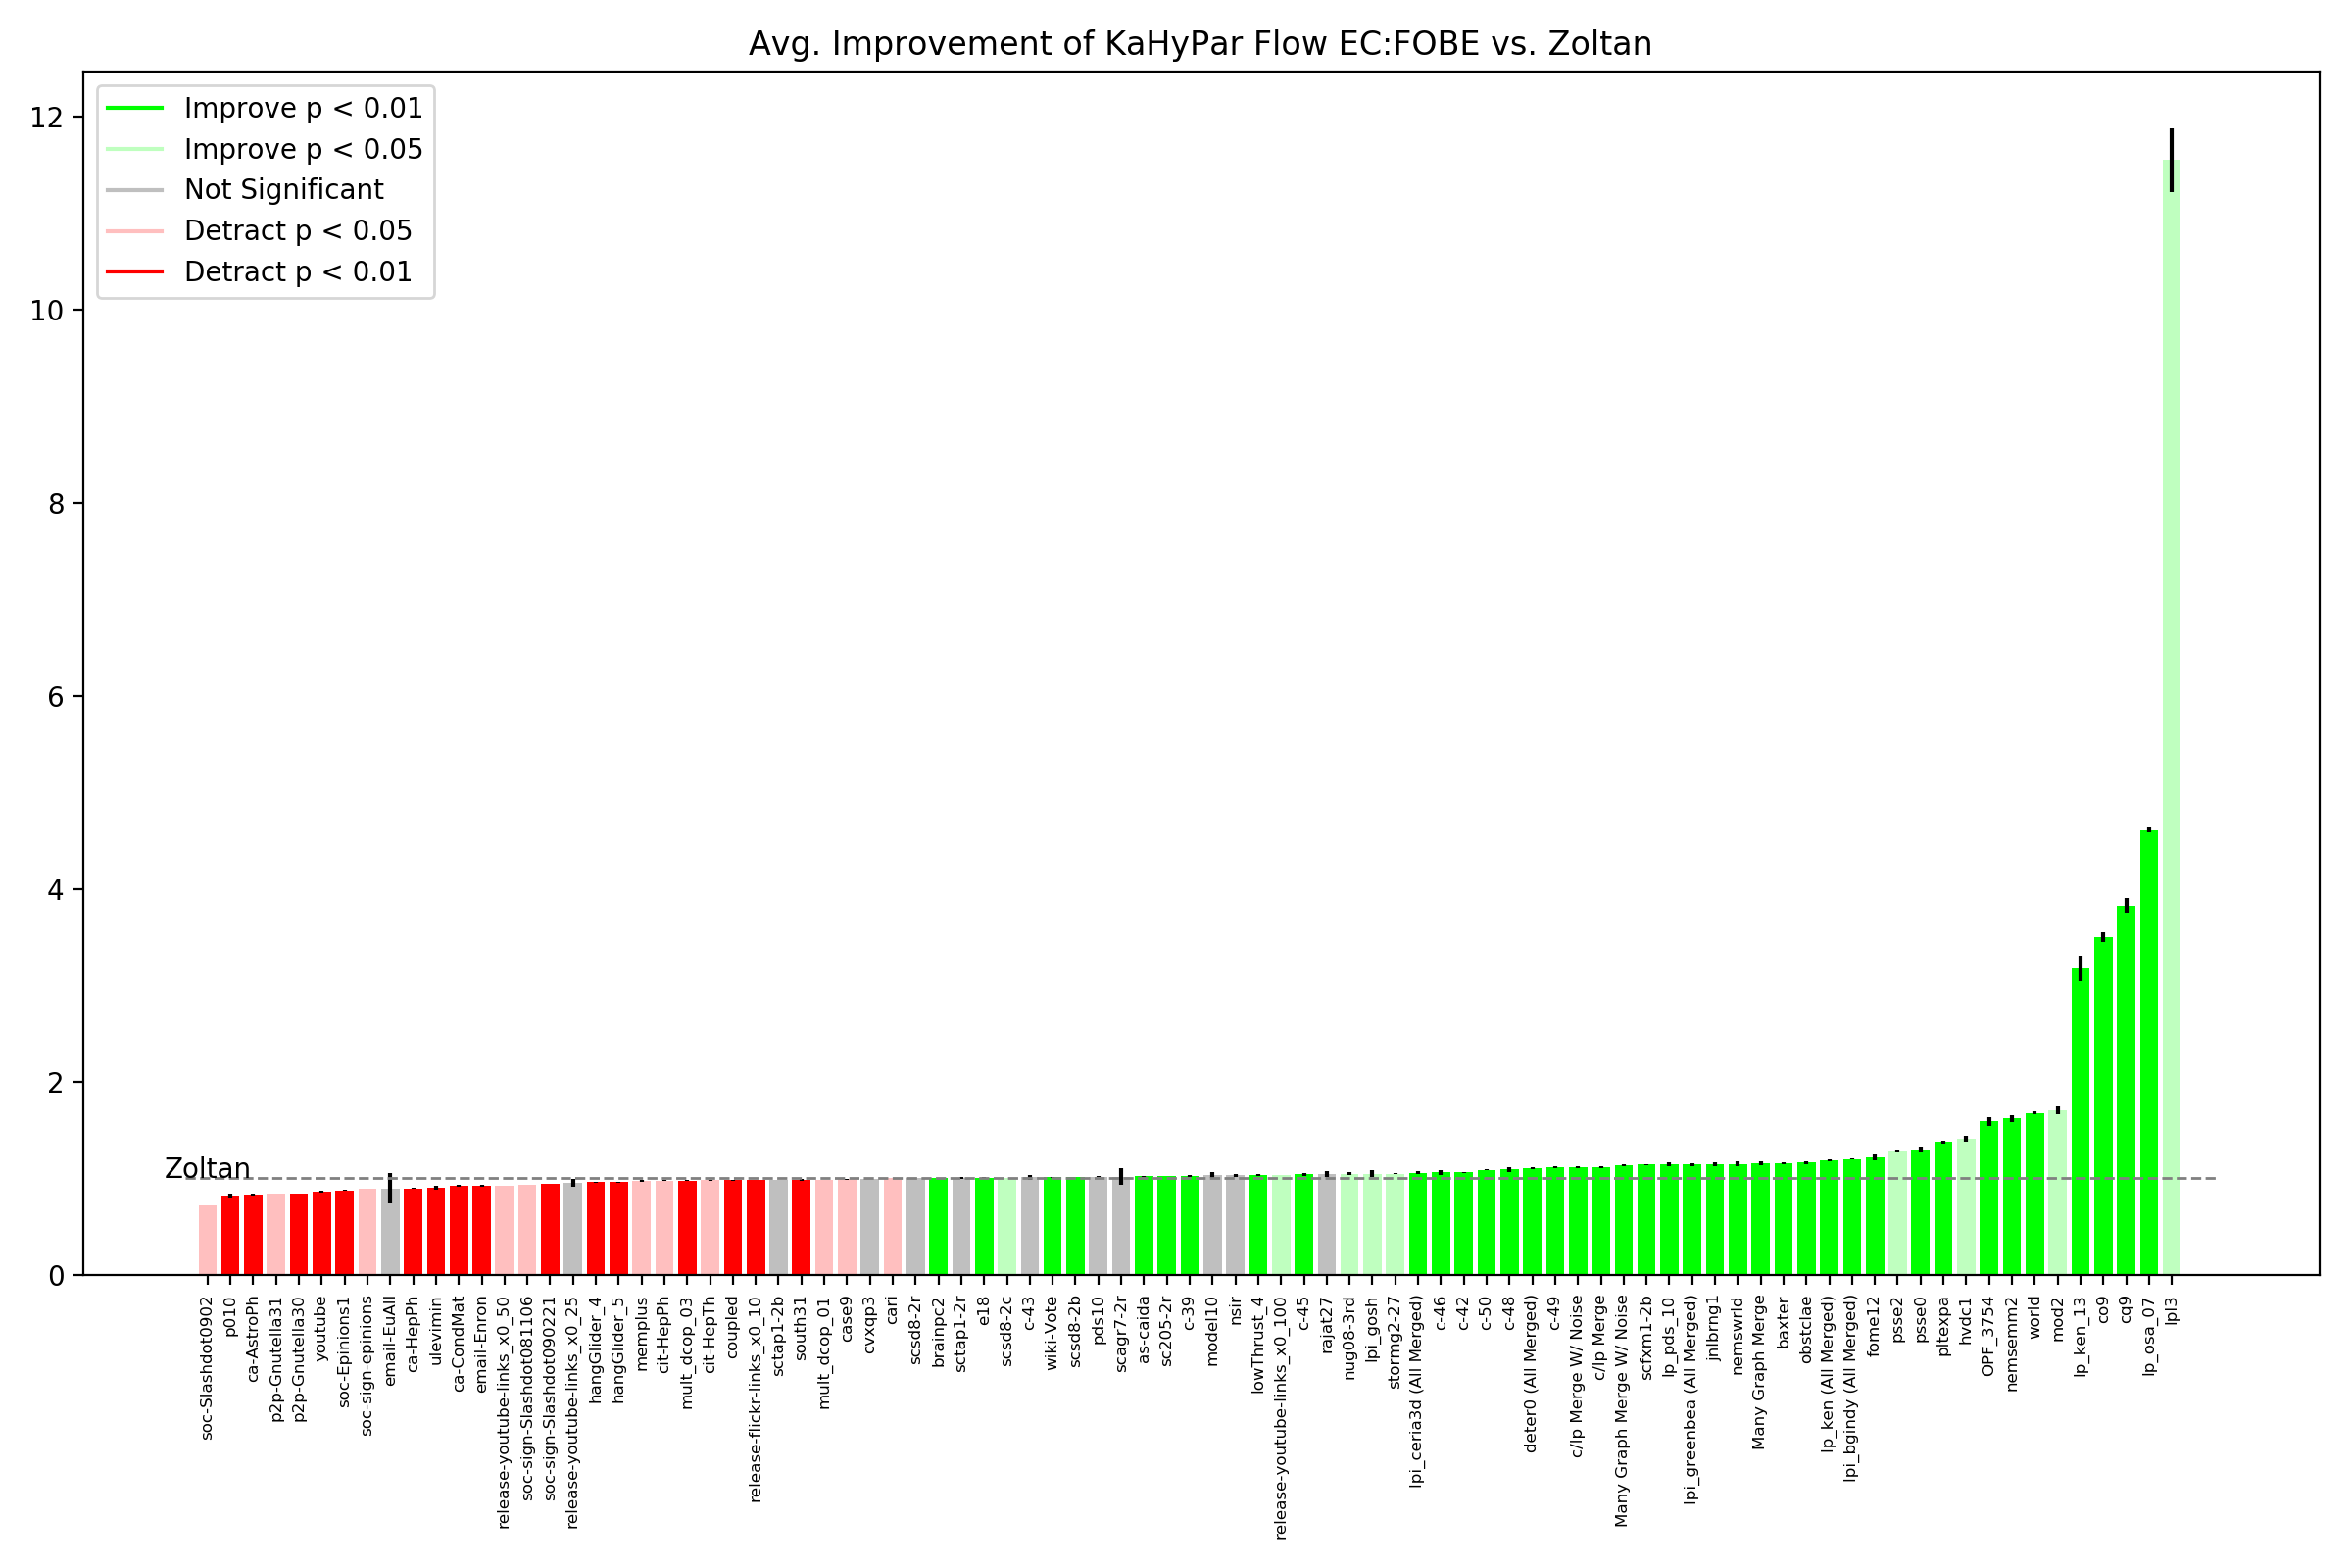 Avg. Improvement of KaHyPar Flow EC:FOBE vs. Zoltan
Improve p < 0.01
Improve p < 0.05
Not Significant
Detract p < 0.05
Detract p < 0.01
12
10
8
6
4
2
0
Zoltan
soc-Slashdot0902
p010
ca-AstroPh
p2p-Gnutella31
p2p-Gnutella30
youtube
soc-Epinions1
soc-sign-epinions
email-EuAll
ca-HepPh
ulevimin
ca-CondMat
email-Enron
release-youtube-links_x0_50
soc-sign-Slashdot081106
soc-sign-Slashdot090221
release-youtube-links_x0_25
hangGlider_4
hangGlider_5
memplus
cit-HepPh
mult_dcop_03
cit-HepTh
coupled
release-flickr-links_x0_10
sctap1-2b
south31
mult_dcop_01
case9
cvxqp3
cari
scsd8-2r
brainpc2
sctap1-2r
e18
scsd8-2c
c-43
wiki-Vote
scsd8-2b
pds10
scagr7-2r
as-caida
sc205-2r
c-39
model10
nsir
lowThrust_4
release-youtube-links_x0_100
c-45
rajat27
nug08-3rd
lpi_gosh
stormg2-27
lpi_ceria3d (All Merged)
c-46
c-42
c-50
c-48
deter0 (All Merged)
c-49
c/lp Merge W/ Noise
c/lp Merge
Many Graph Merge W/ Noise
scfxm1-2b
lp_pds_10
lpi_greenbea (All Merged)
jnlbrng1
nemswrld
Many Graph Merge
baxter
obstclae
lp_ken (All Merged)
lpi_bgindy (All Merged)
fome12
psse2
psse0
pltexpa
hvdc1
OPF_3754
nemsemm2
world
mod2
lp_ken_13
co9
cq9
lp_osa_07
lpl3